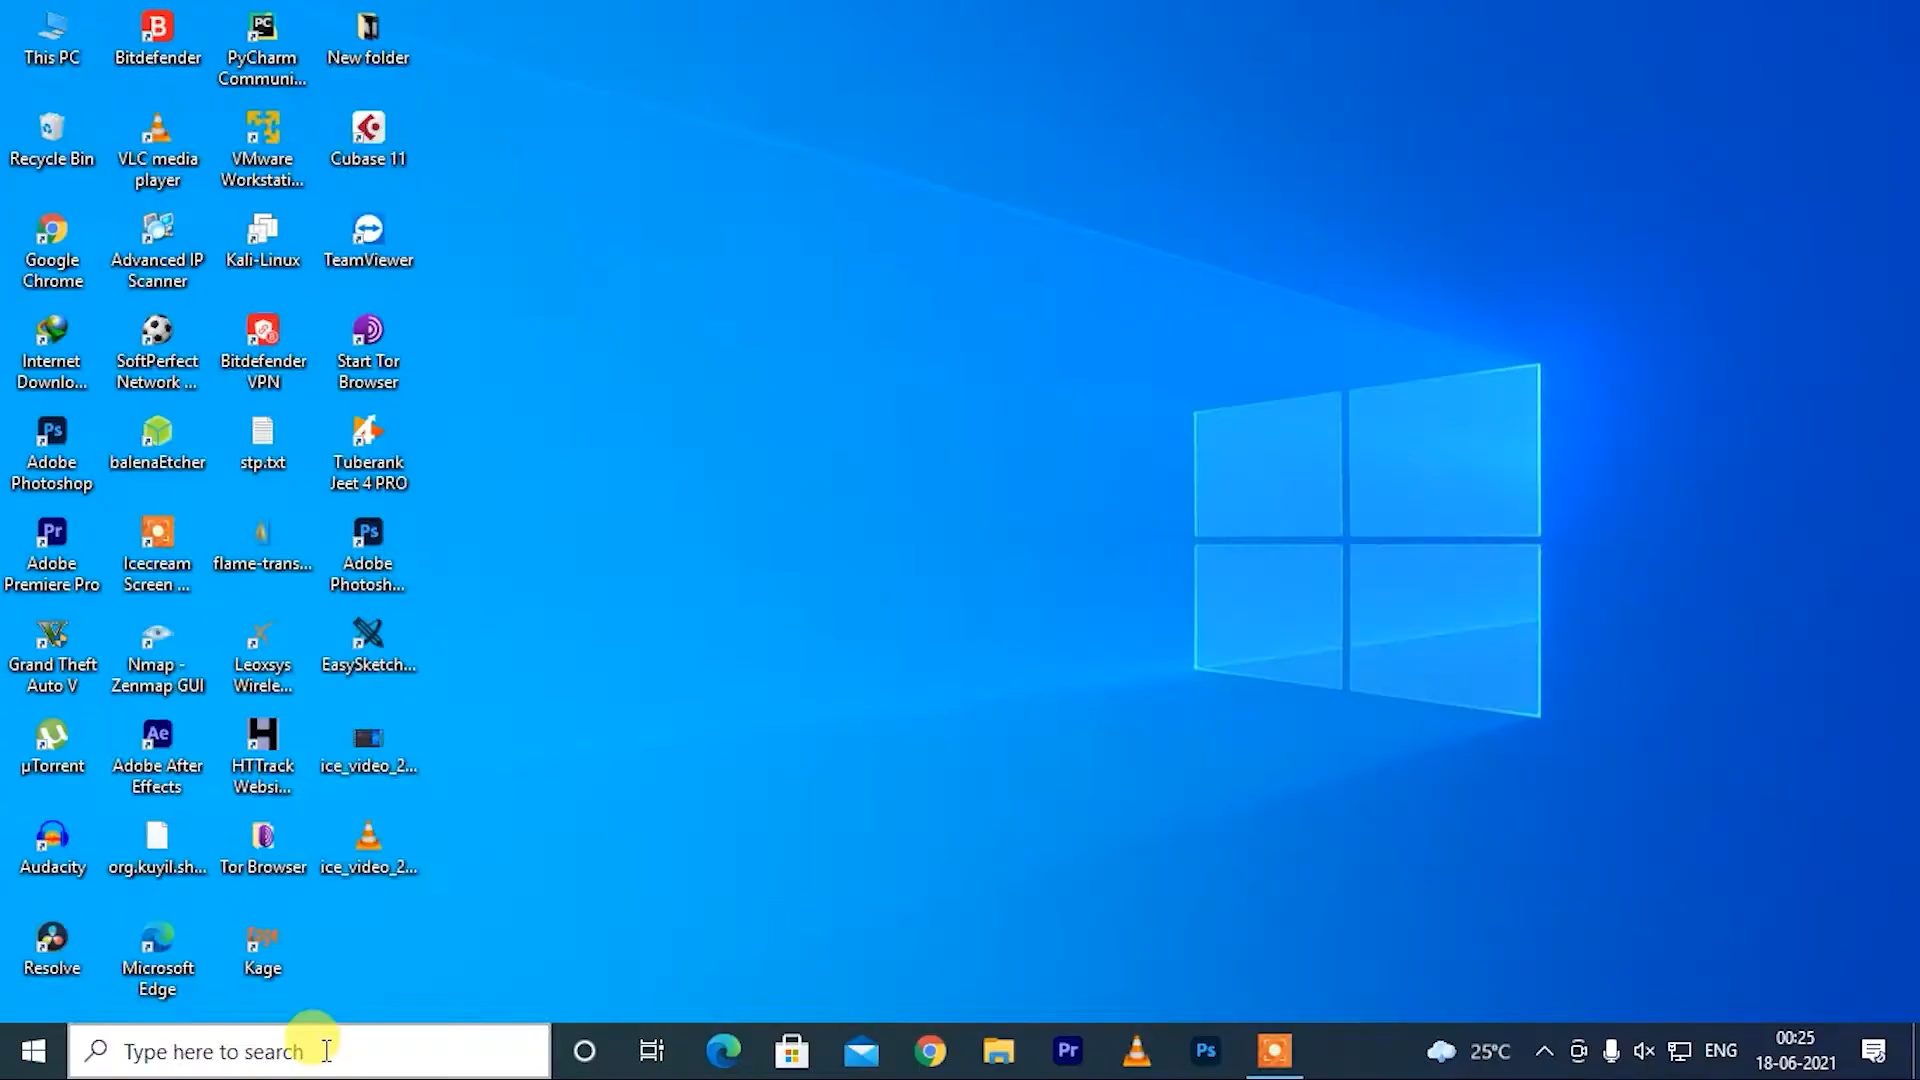 This PC
Bitdefender
PyCharm
Communi...
New folder
Recycle Bin
VLC media
player
VMware
Workstati...
Cubase 11
Google
Chrome
Advanced IP
Scanner
Kali-Linux
TeamViewer
Internet
Downlo...
SoftPerfect
Network ...
Bitdefender
VPN
Start Tor
Browser
Adobe
Photoshop
balenaEtcher
stp.txt
Tuberank
Jeet 4 PRO
Adobe
Premiere Pro
Icecream
Screen ...
flame-trans...
Adobe
Photosh...
Grand Theft
Auto V
Nmap -
Zenmap GUI
Leoxsys
Wirele...
EasySketch...
µTorrent
Adobe After
Effects
HTTrack
Websi...
ice_video_2...
Audacity
org.kuyil.sh...
Tor Browser
ice_video_2...
Resolve
Microsoft
Edge
Kage
Type here to search
Pr
Ps
25°C
ENG
00:25
18-06-2021